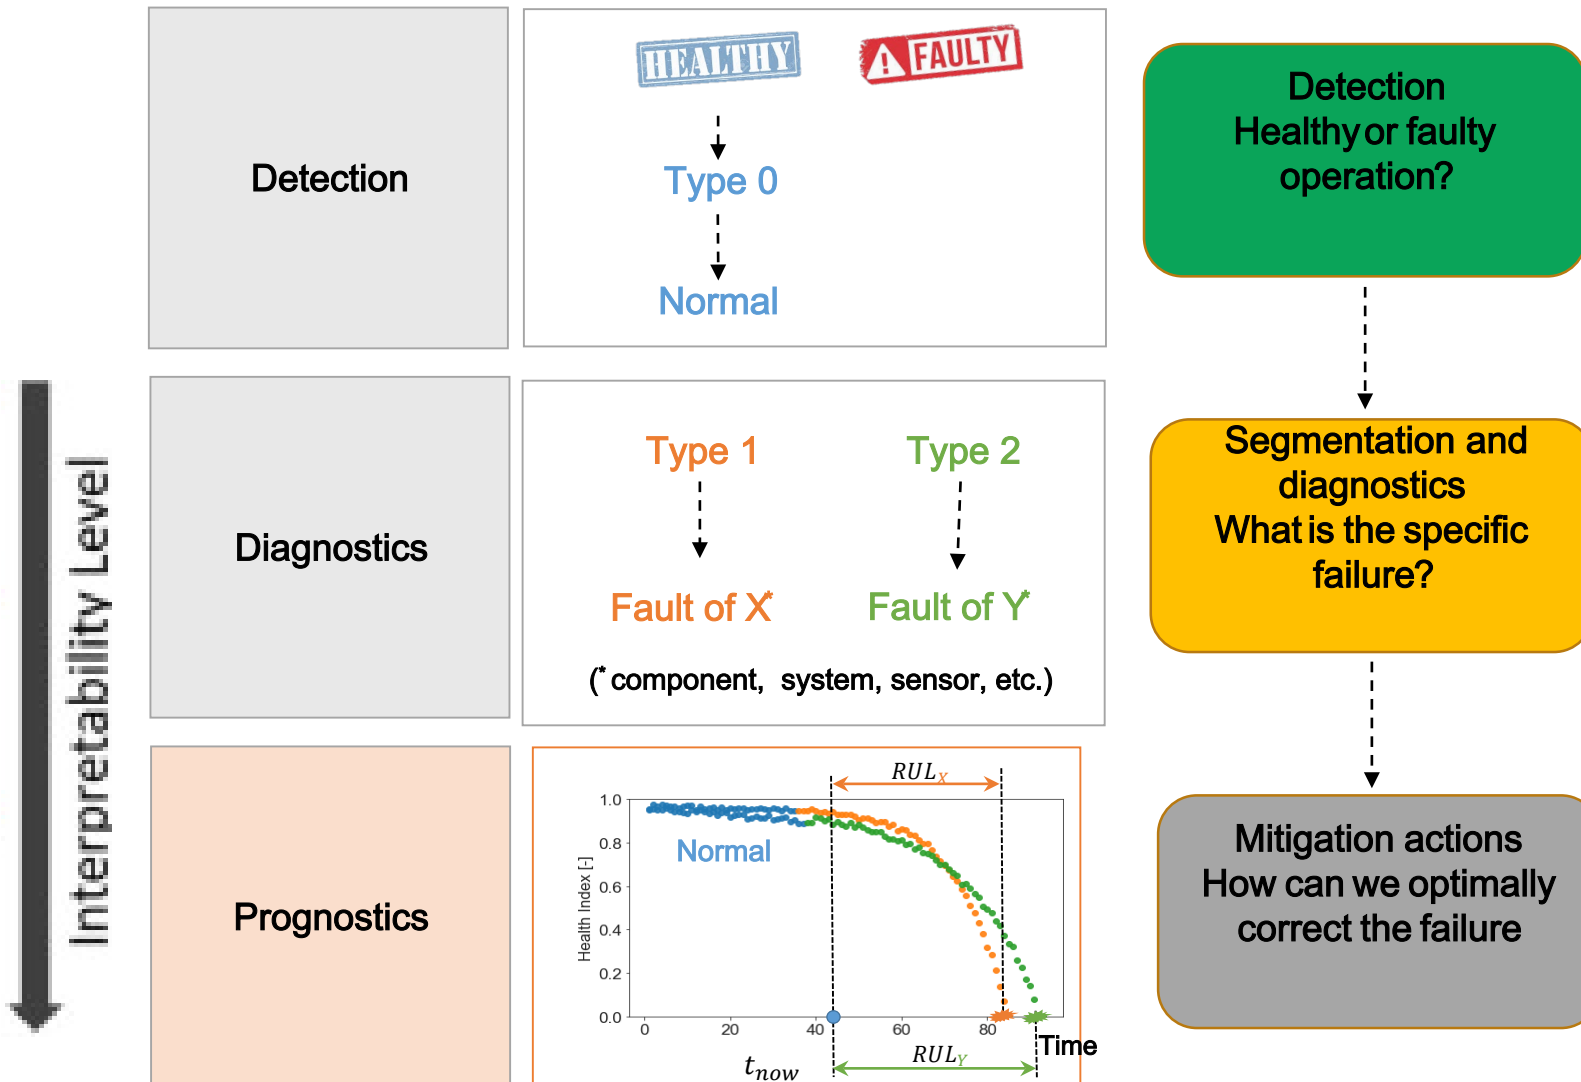 Detection
HEALTHY
FAULTY
Type 0
Normal
Detection
Healthy or faulty
operation?
Interpretability Level
Diagnostics
Type 1
Type 2
Fault of X*
Fault of Y*
(* component, system, sensor, etc.)
Segmentation and
diagnostics
What is the specific
failure?
Prognostics
RUL_X
1.0
0.8
0.6
0.4
0.2
0.0
Health Index [-]
Normal
0
20
40
60
80
Time
t_now
RUL_Y
Mitigation actions
How can we optimally
correct the failure